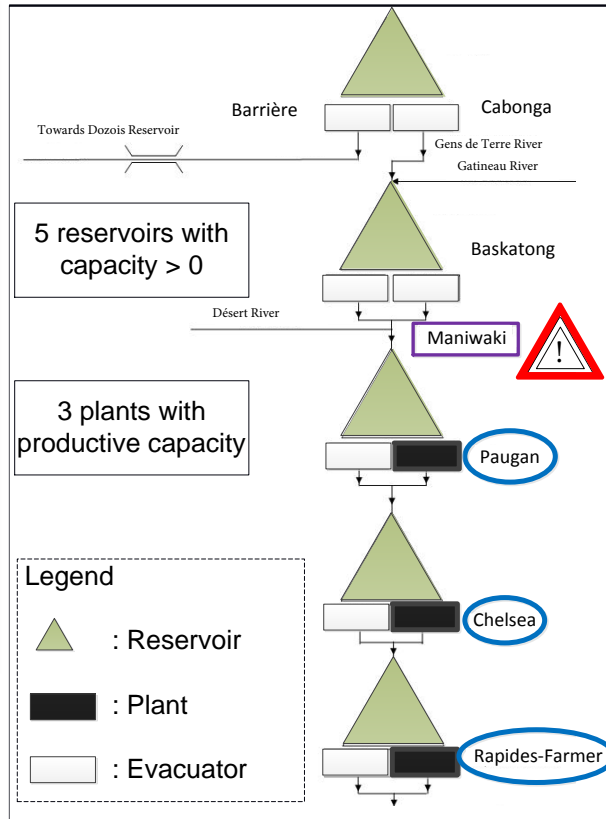 Barrière
Cabonga
Towards Dozois Reservoir
Gens de Terre River
Gatineau River
5 reservoirs with
capacity > 0
Baskatong
Désert River
Maniwaki
!
3 plants with
productive capacity
Paugan
Legend
: Reservoir
: Plant
: Evacuator
Chelsea
Rapides-Farmer